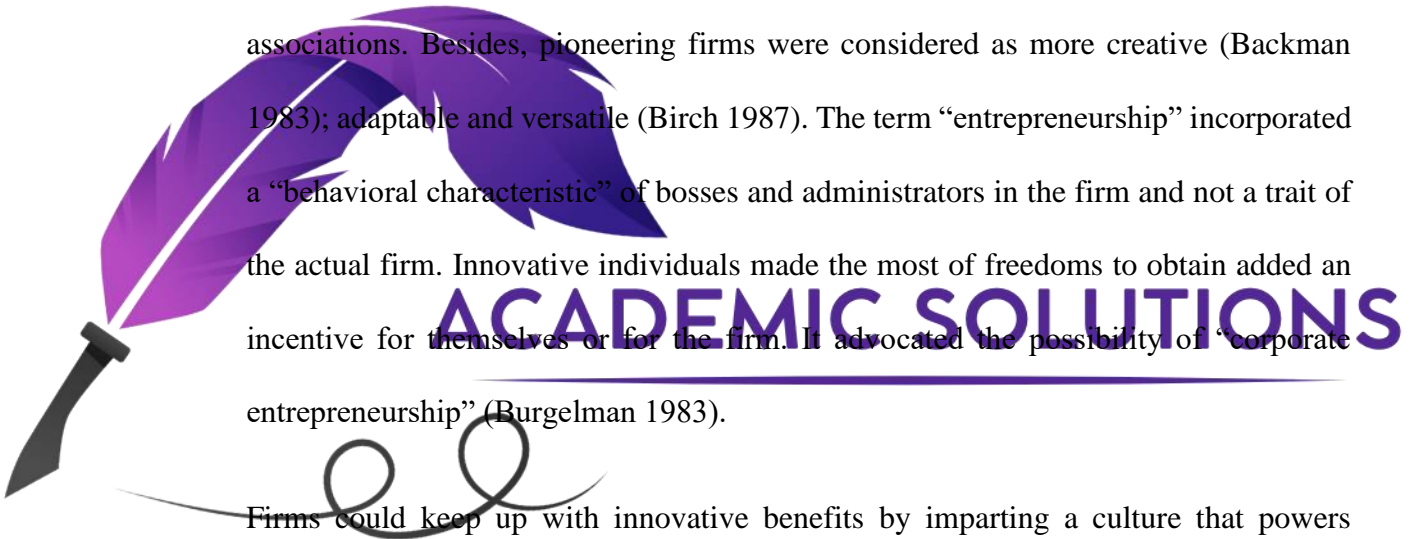 associations. Besides, pioneering firms were considered as more creative (Backman
1983); adaptable and versatile (Birch 1987). The term “entrepreneurship” incorporated
a “behavioral characteristic” of bosses and administrators in the firm and not a trait of
the actual firm. Innovative individuals made the most of freedoms to obtain added an
ACADEMIC SOLUTIONS
incentive for themselves or for the firm. It advocated the possibility of “corporate
entrepreneurship” (Burgelman 1983).
Firms could keep up with innovative benefits by imparting a culture that powers